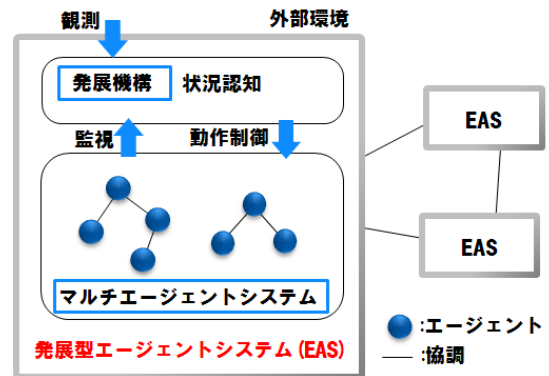 観測
外部環境
発展機構 状況認知
監視 動作制御
マルチエージェントシステム
発展型エージェントシステム(EAS)
EAS
EAS
:エージェント
:協調